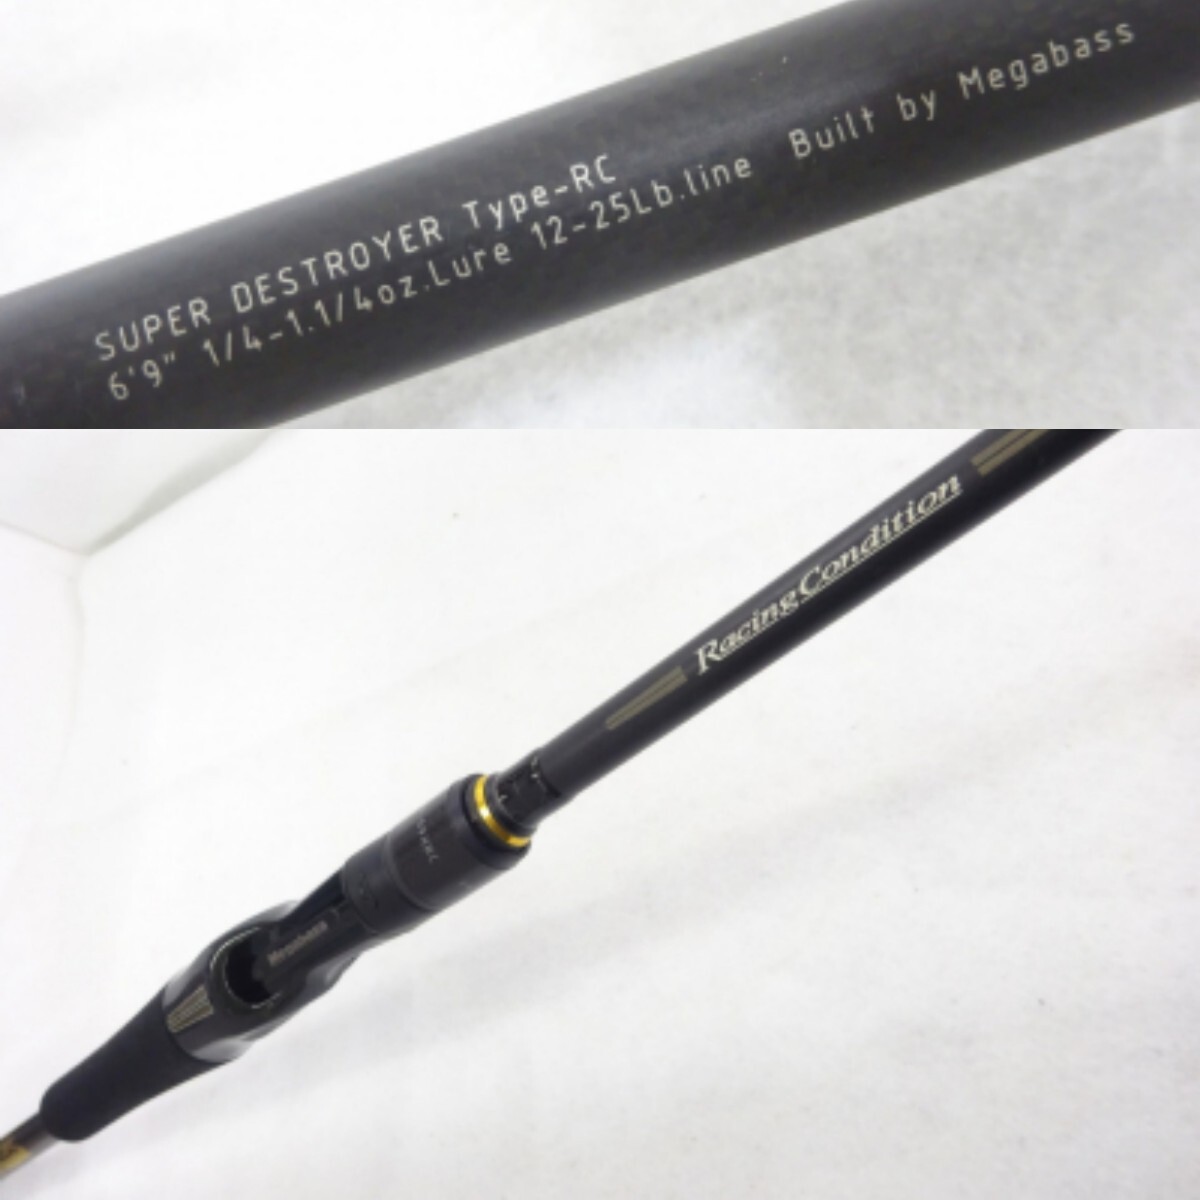 SUPER DESTROYER Type-RC
6'9" 1/4-1.1/4oz.Lure 12-25Lb.line Built by Megabass
Racing Condition
Megabass